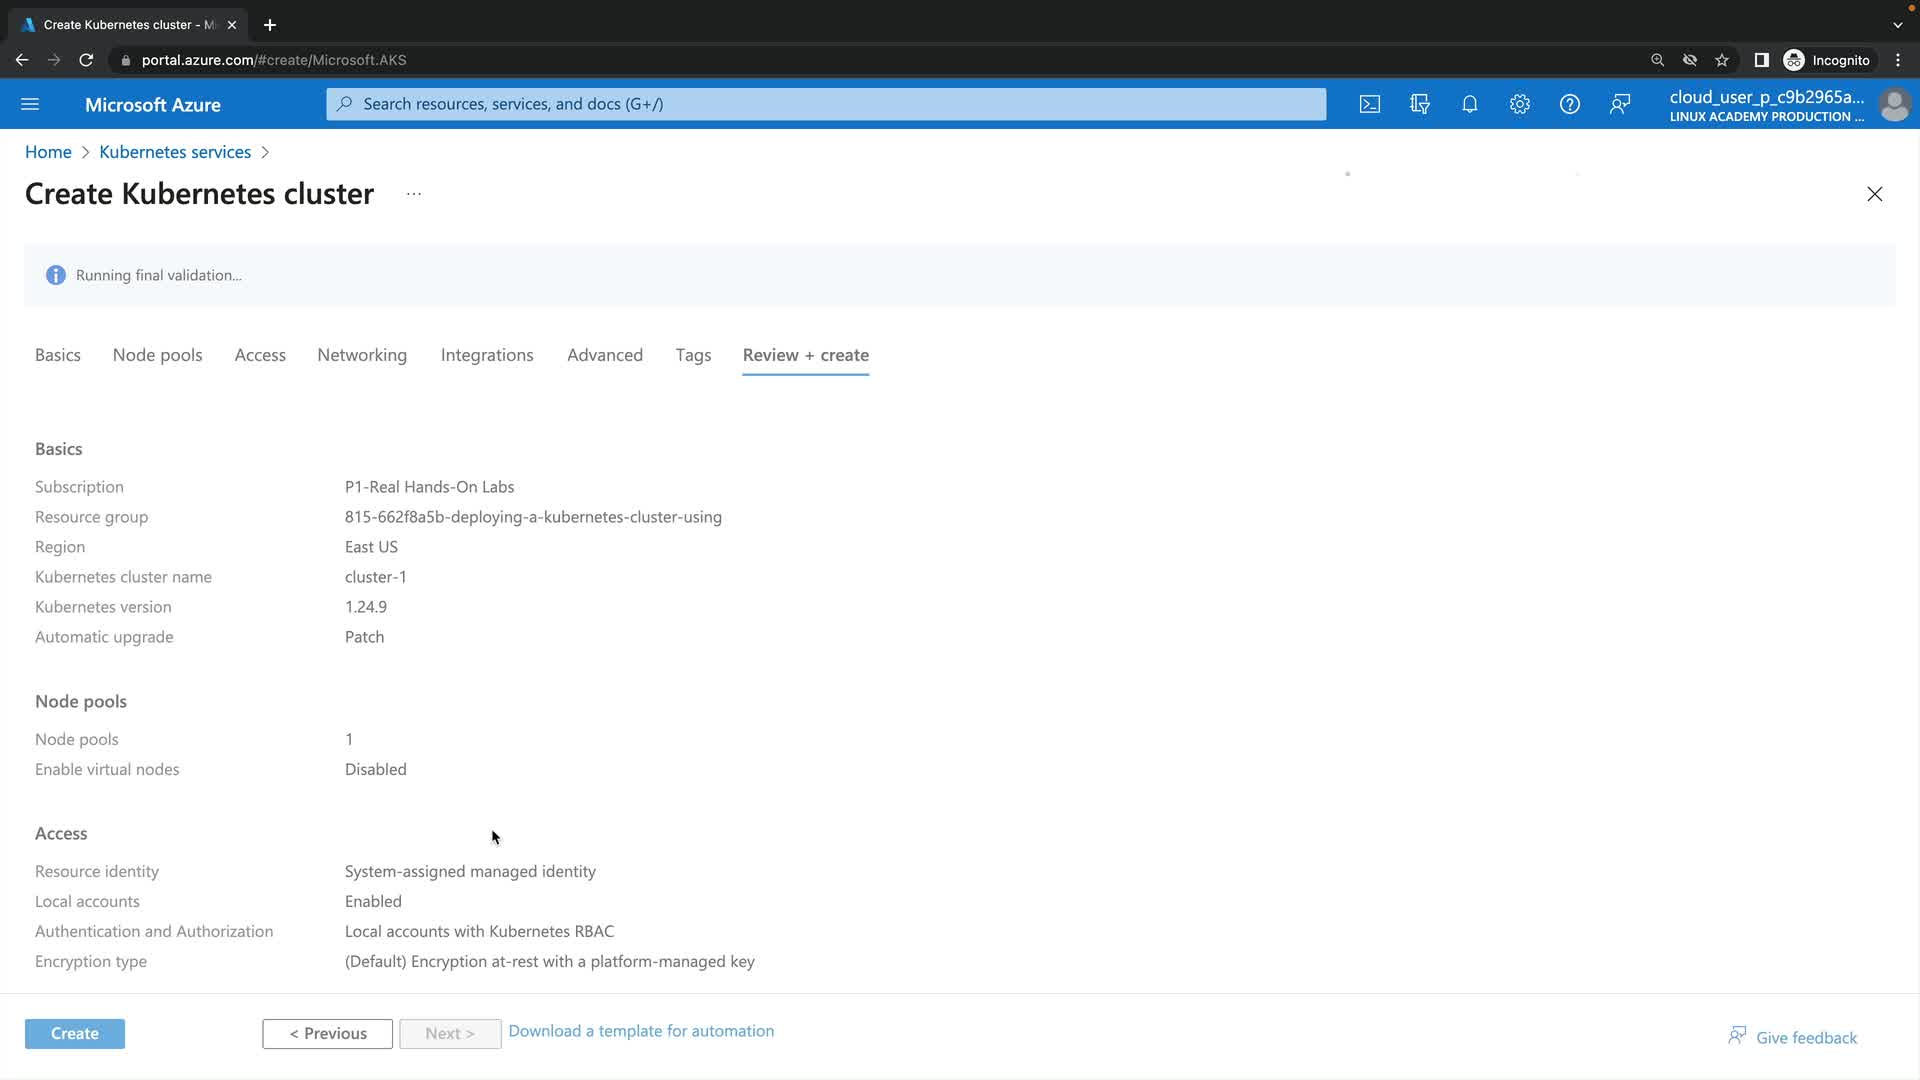 Create Kubernetes cluster - Mi
portal.azure.com/#create/Microsoft.AKS
Incognito
Microsoft Azure
Search resources, services, and docs (G+/)
cloud_user_p_c9b2965a...
LINUX ACADEMY PRODUCTION ...
Home > Kubernetes services >
Create Kubernetes cluster ...
Running final validation...
Basics Node pools Access Networking Integrations Advanced Tags Review + create
Basics
Subscription P1-Real Hands-On Labs
Resource group 815-662f8a5b-deploying-a-kubernetes-cluster-using
Region East US
Kubernetes cluster name cluster-1
Kubernetes version 1.24.9
Automatic upgrade Patch
Node pools
Node pools 1
Enable virtual nodes Disabled
Access
Resource identity System-assigned managed identity
Local accounts Enabled
Authentication and Authorization Local accounts with Kubernetes RBAC
Encryption type (Default) Encryption at-rest with a platform-managed key
Create < Previous Next > Download a template for automation Give feedback